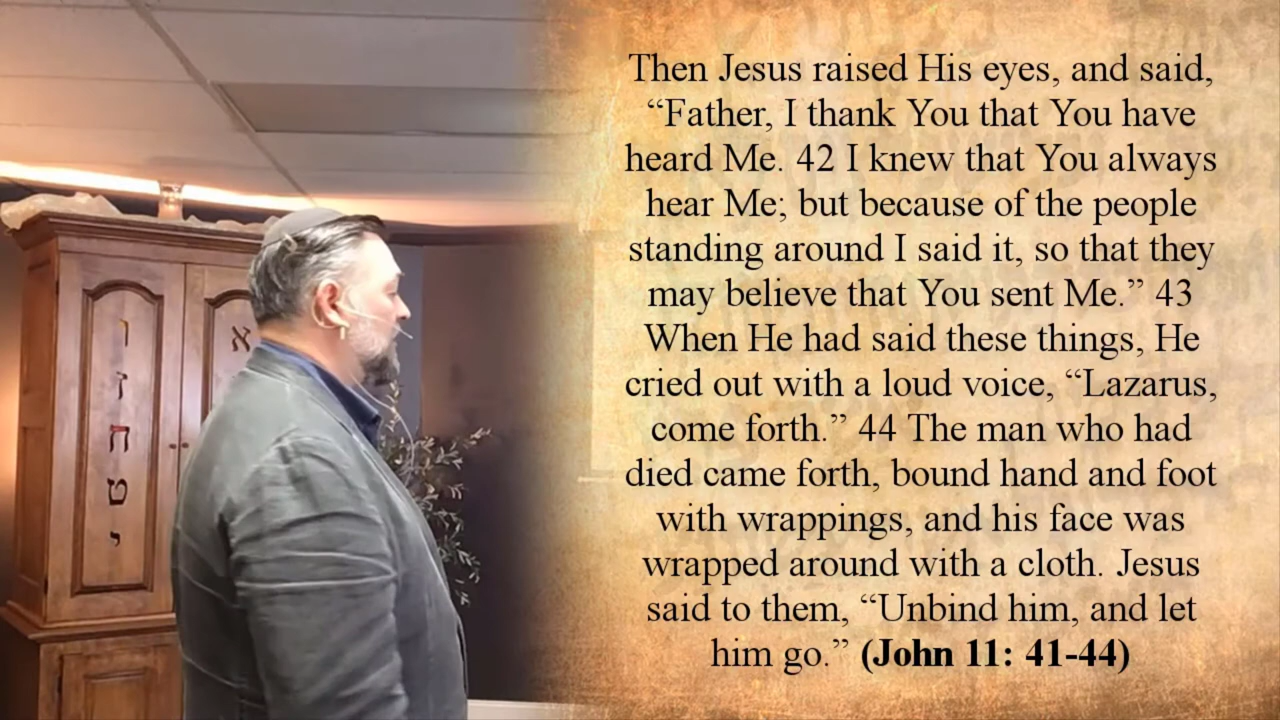 ו
ז
ח
ט
י
א
Then Jesus raised His eyes, and said,
“Father, I thank You that You have
heard Me. 42 I knew that You always
hear Me; but because of the people
standing around I said it, so that they
may believe that You sent Me.” 43
When He had said these things, He
cried out with a loud voice, “Lazarus,
come forth.” 44 The man who had
died came forth, bound hand and foot
with wrappings, and his face was
wrapped around with a cloth. Jesus
said to them, “Unbind him, and let
him go.” (John 11: 41-44)